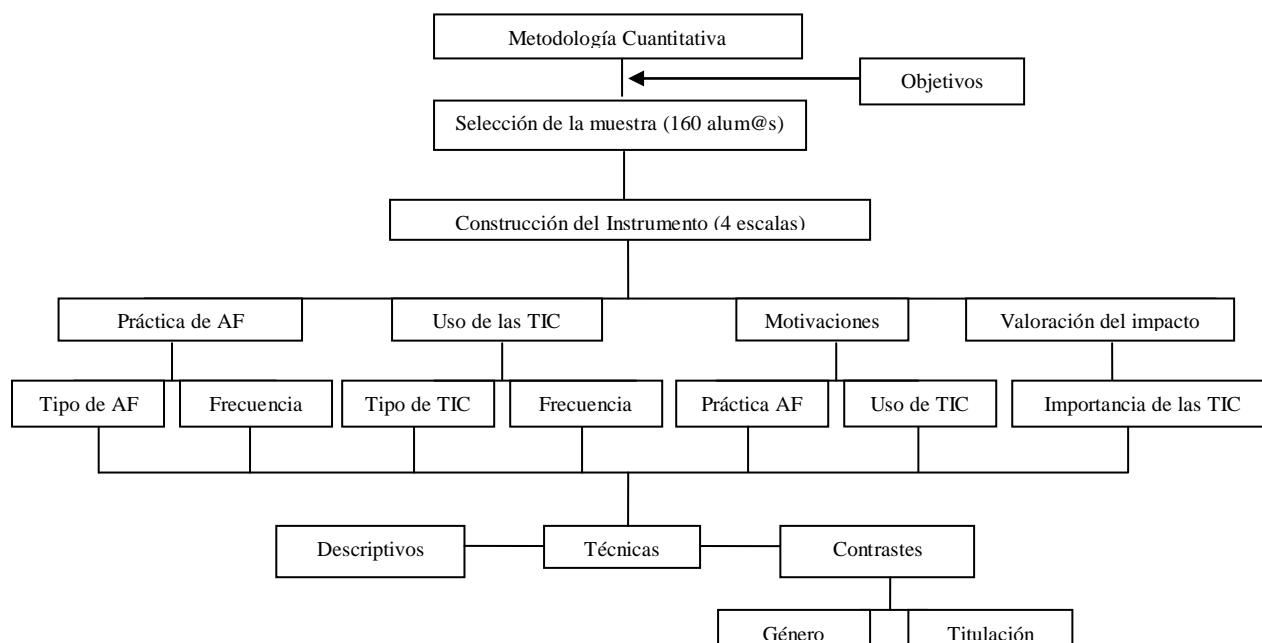 Metodología Cuantitativa
Objetivos
Selección de la muestra (160 alum@s)
Construcción del Instrumento (4 escalas)
Práctica de AF
Uso de las TIC
Motivaciones
Valoración del impacto
Tipo de AF
Frecuencia
Tipo de TIC
Frecuencia
Práctica AF
Uso de TIC
Importancia de las TIC
Descriptivos
Técnicas
Contrastes
Género
Titulación